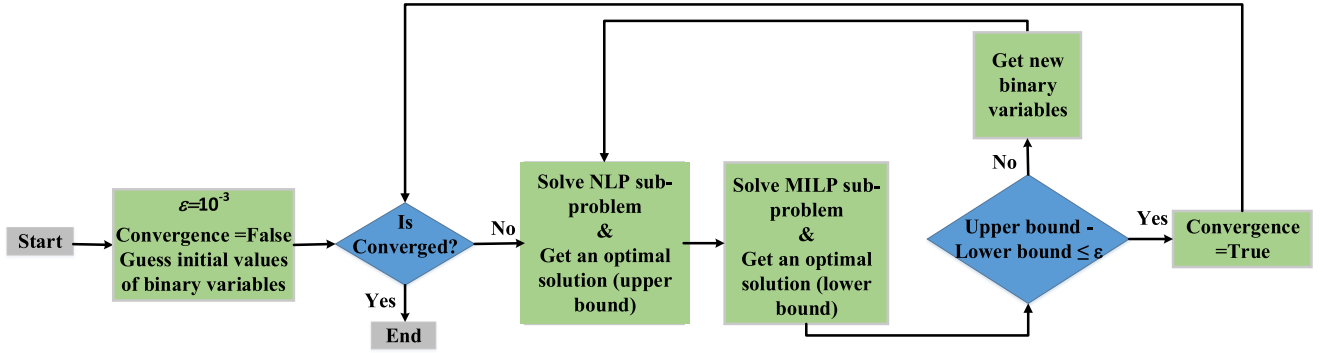 Start
ε=10⁻³
Convergence =False
Guess initial values
of binary variables
Is
Converged?
No
Yes
End
Solve NLP sub-
problem
&
Get an optimal
solution (upper
bound)
Solve MILP sub-
problem
&
Get an optimal
solution (lower
bound)
Upper bound -
Lower bound ≤ ε
No
Get new
binary
variables
Yes
Convergence
=True